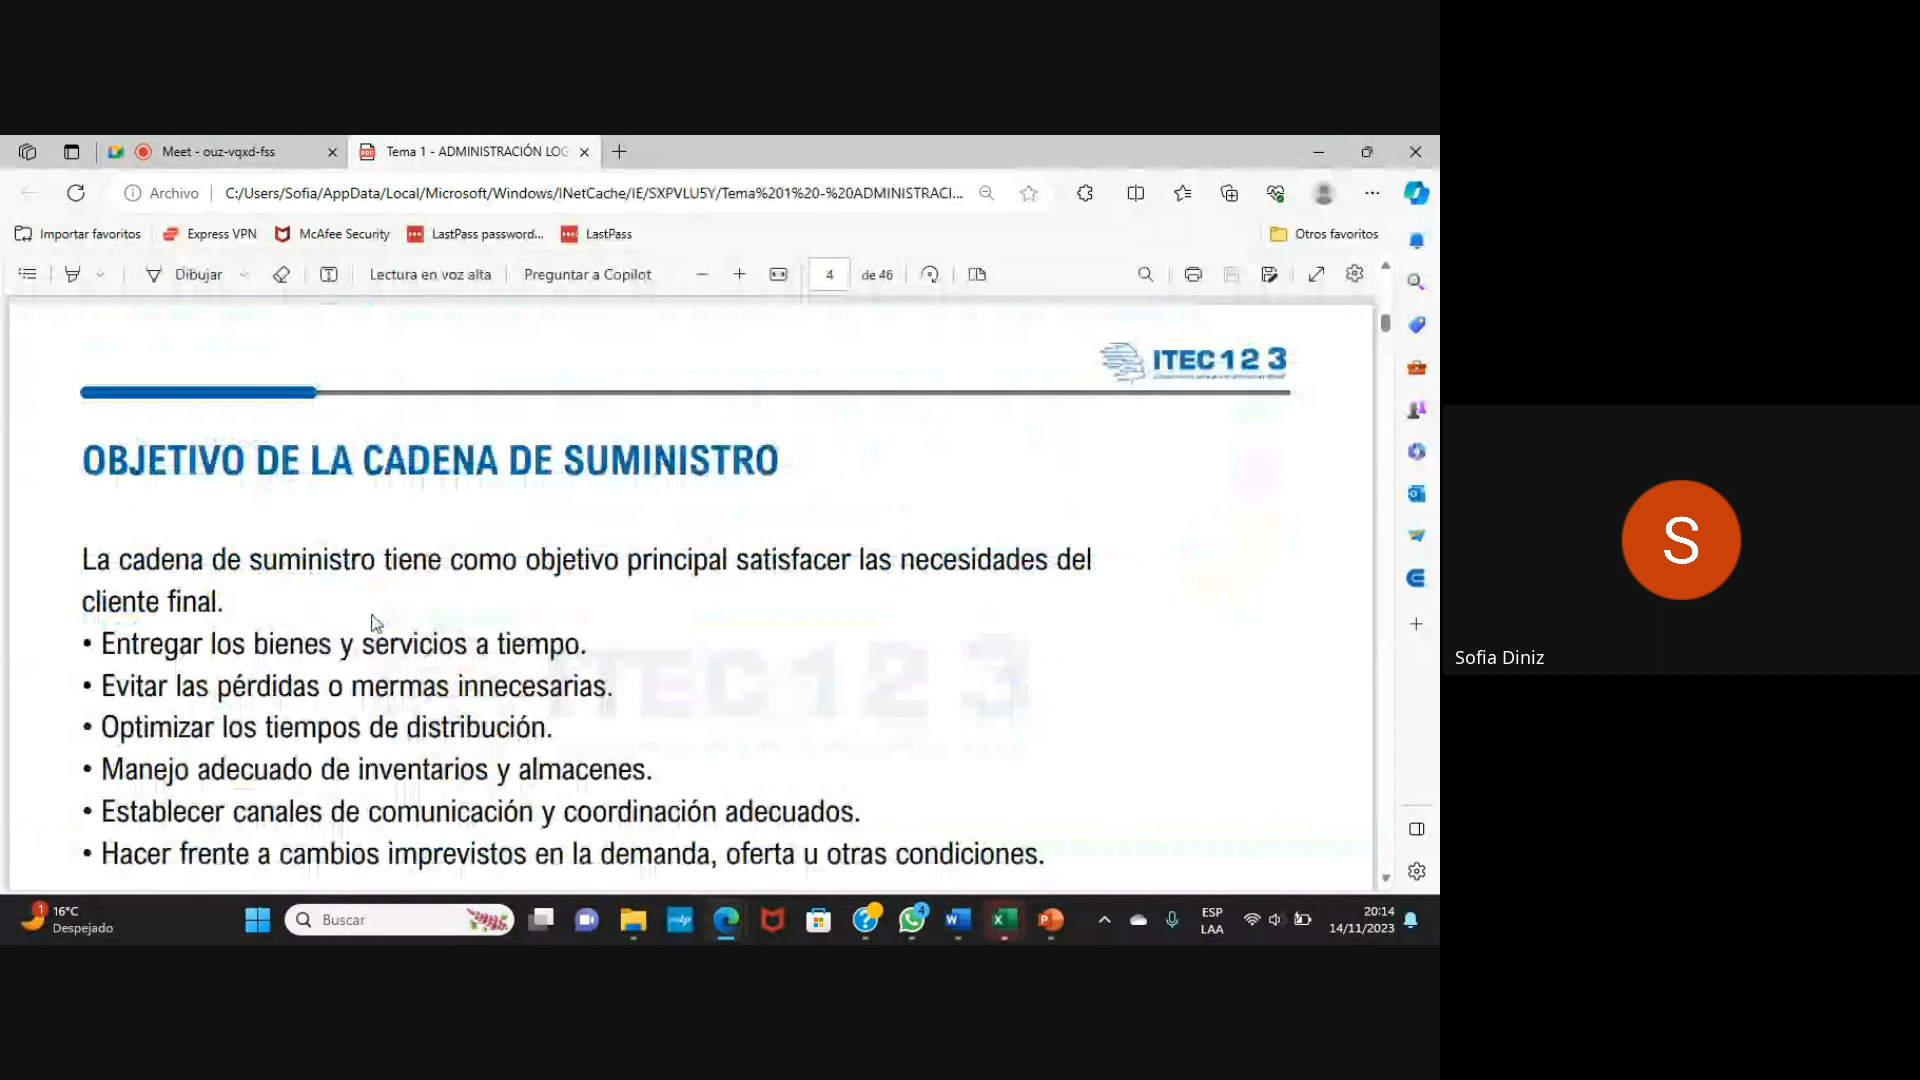 Meet - ouz-vqxd-fss
Tema 1 - ADMINISTRACIÓN LOG
Archivo
C:/Users/Sofia/AppData/Local/Microsoft/Windows/INetCache/IE/SXPVLU5Y/Tema%201%20-%20ADMINISTRACI...
Importar favoritos
Express VPN
McAfee Security
LastPass password...
LastPass
Otros favoritos
Dibujar
Lectura en voz alta
Preguntar a Copilot
4
de 46
ITEC 1 2 3
OBJETIVO DE LA CADENA DE SUMINISTRO
La cadena de suministro tiene como objetivo principal satisfacer las necesidades del
cliente final.
• Entregar los bienes y servicios a tiempo.
• Evitar las pérdidas o mermas innecesarias.
• Optimizar los tiempos de distribución.
• Manejo adecuado de inventarios y almacenes.
• Establecer canales de comunicación y coordinación adecuados.
• Hacer frente a cambios imprevistos en la demanda, oferta u otras condiciones.
ITEC 1 2 3
S
Sofia Diniz
1
16°C
Despejado
Buscar
4
ESP
LAA
20:14
14/11/2023